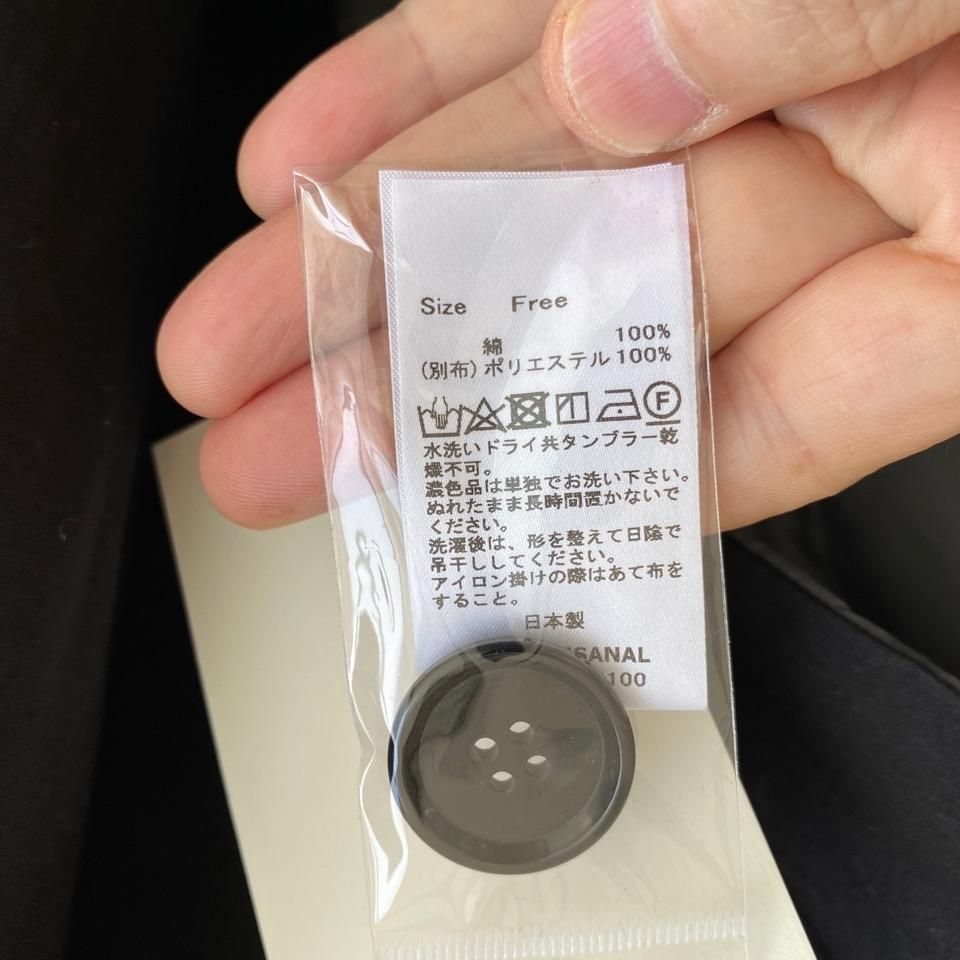 Size Free
綿 100%
(別布)ポリエステル100%
F
水洗いドライ共タンブラー乾
燥不可。
濃色品は単独でお洗い下さい。
ぬれたまま長時間置かないで
ください。
洗濯後は、形を整えて日陰で
吊干ししてください。
アイロン掛けの際はあて布を
すること。
日本製
SANAL
100